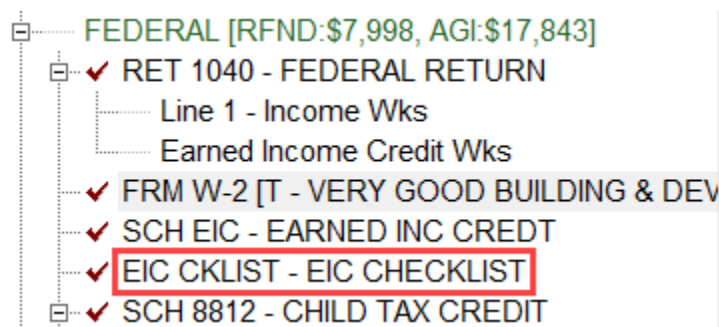 FEDERAL [RFND:$7,998, AGI:$17,843]
RET 1040 - FEDERAL RETURN
Line 1 - Income Wks
Earned Income Credit Wks
FRM W-2 [T - VERY GOOD BUILDING & DEV
SCH EIC - EARNED INC CREDT
EIC CKLIST - EIC CHECKLIST
SCH 8812 - CHILD TAX CREDIT